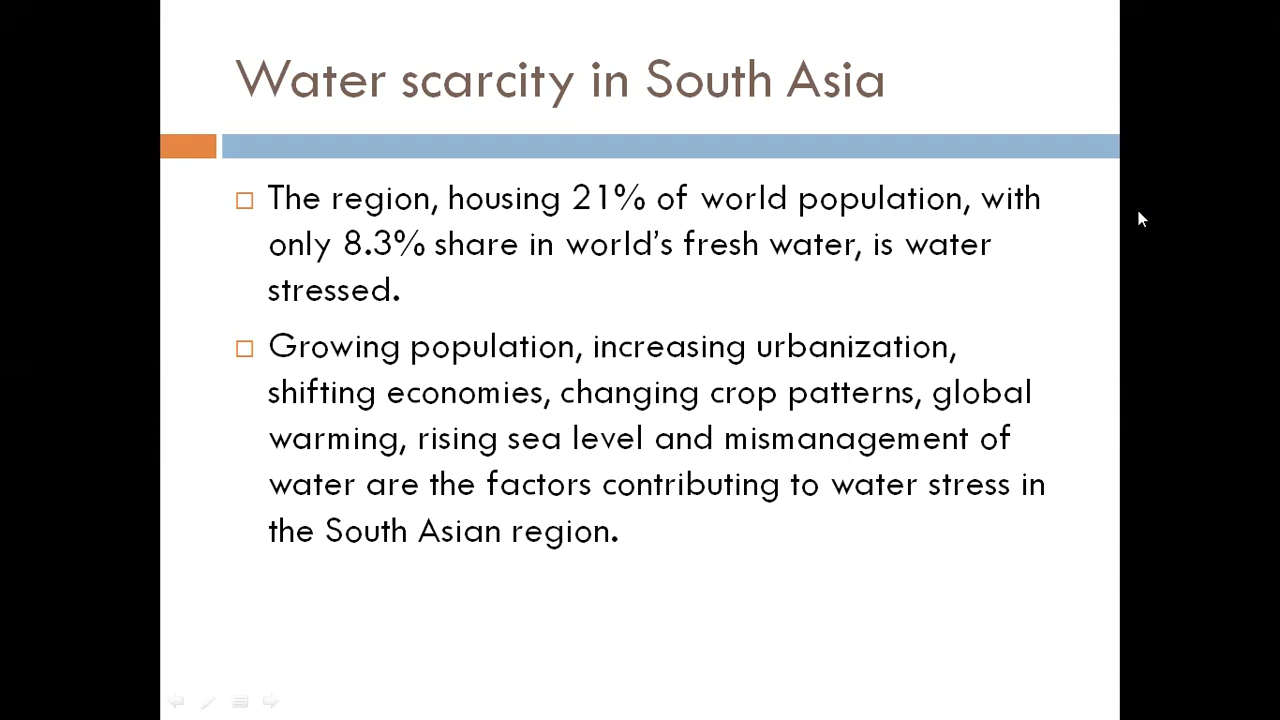 Water scarcity in South Asia
The region, housing 21% of world population, with
only 8.3% share in world's fresh water, is water
stressed.
Growing population, increasing urbanization,
shifting economies, changing crop patterns, global
warming, rising sea level and mismanagement of
water are the factors contributing to water stress in
the South Asian region.